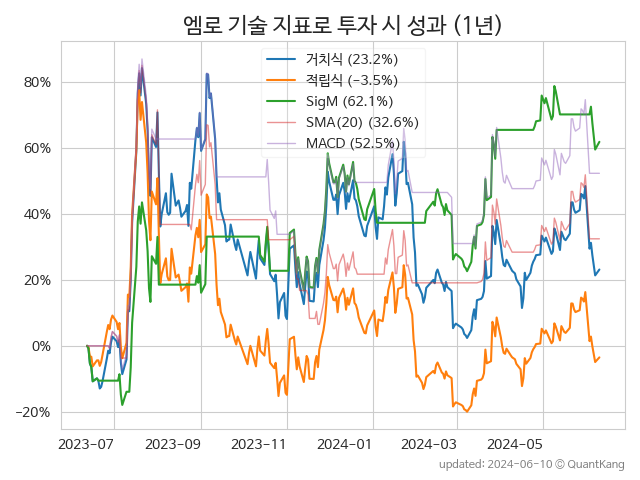 엠로 기술 지표로 투자 시 성과 (1년)
거치식 (23.2%)
적립식 (−3.5%)
SigM (62.1%)
SMA(20) (32.6%)
MACD (52.5%)
80%
60%
40%
20%
0%
−20%
2023-07 2023-09 2023-11 2024-01 2024-03 2024-05
updated: 2024-06-10 ⓒ QuantKang